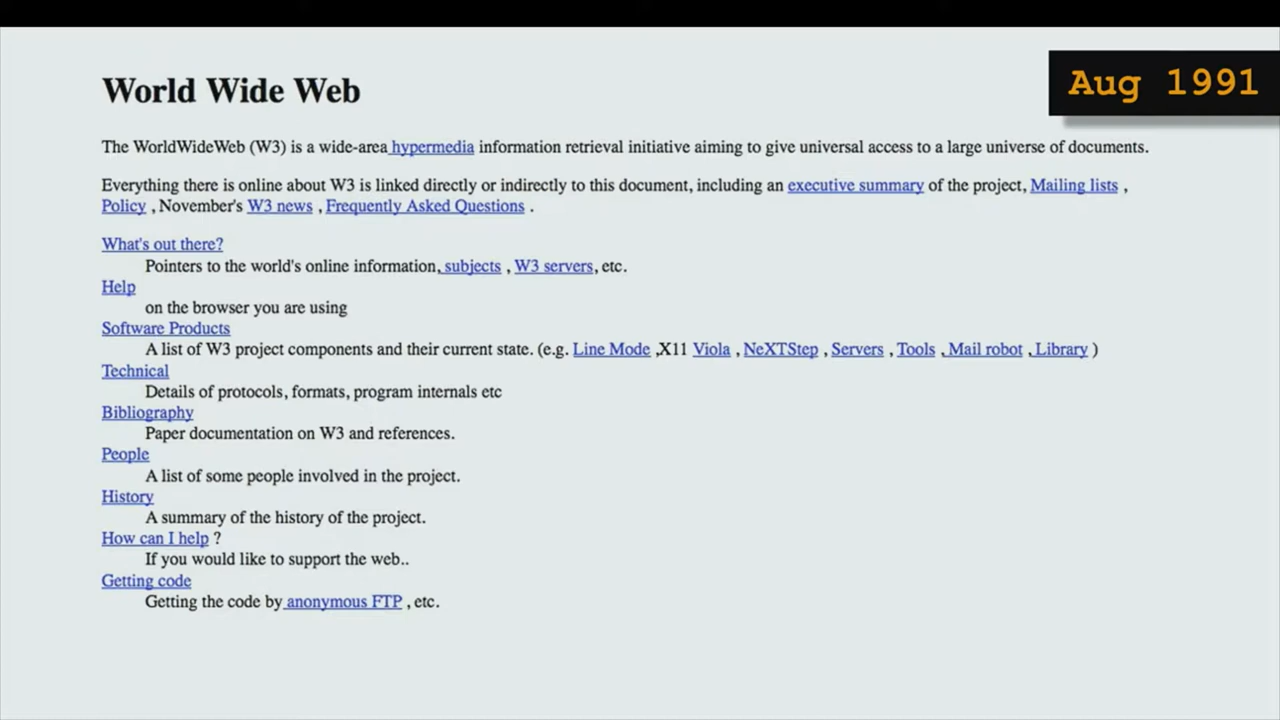 World Wide Web
Aug 1991
The WorldWideWeb (W3) is a wide-area hypermedia information retrieval initiative aiming to give universal access to a large universe of documents.
Everything there is online about W3 is linked directly or indirectly to this document, including an executive summary of the project, Mailing lists ,
Policy , November's W3 news , Frequently Asked Questions .
What's out there?
Pointers to the world's online information, subjects , W3 servers, etc.
Help
on the browser you are using
Software Products
A list of W3 project components and their current state. (e.g. Line Mode ,X11 Viola , NeXTStep , Servers , Tools , Mail robot , Library )
Technical
Details of protocols, formats, program internals etc
Bibliography
Paper documentation on W3 and references.
People
A list of some people involved in the project.
History
A summary of the history of the project.
How can I help ?
If you would like to support the web..
Getting code
Getting the code by anonymous FTP , etc.